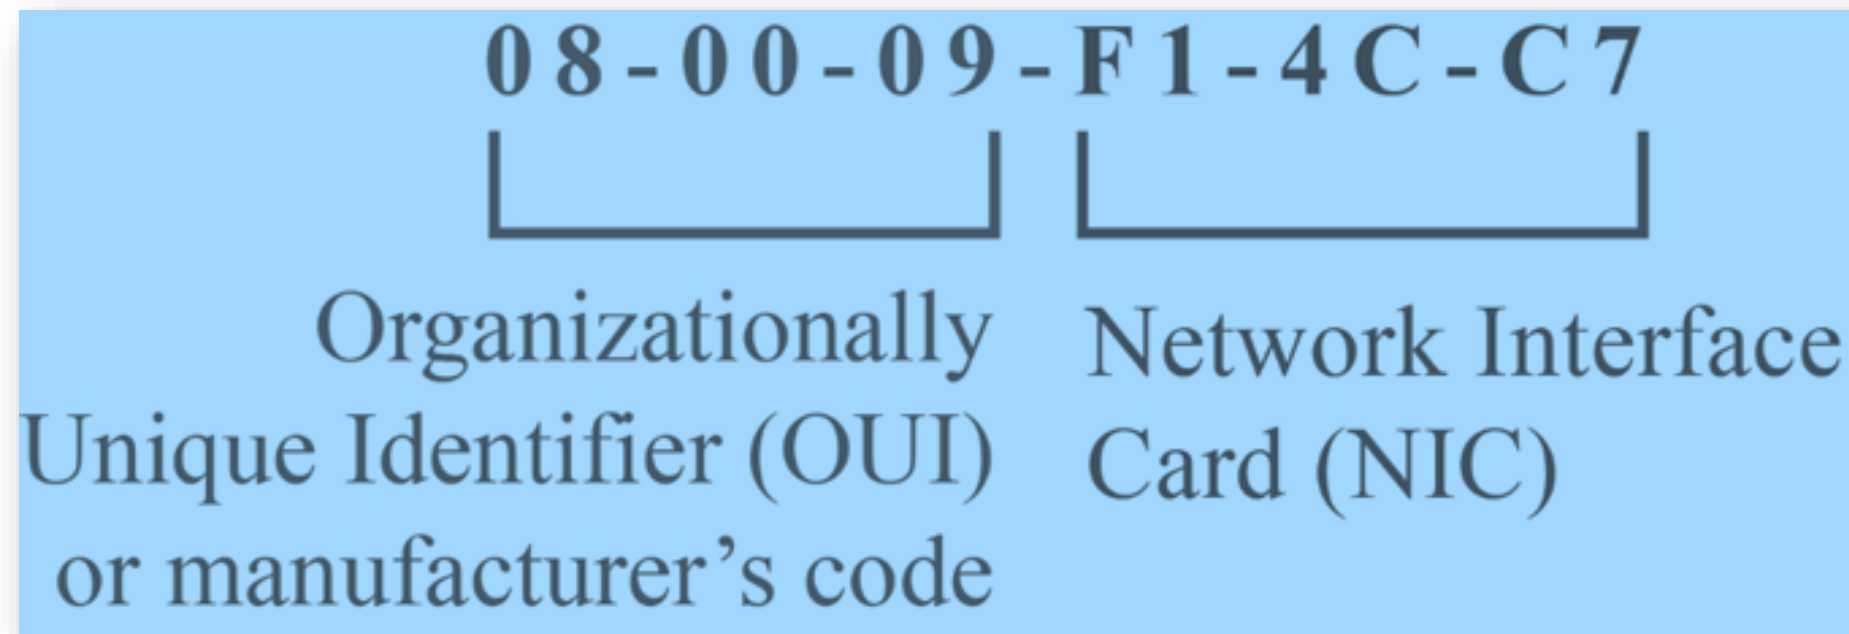 08-00-09-F1-4C-C7
Organizationally
Unique Identifier (OUI)
or manufacturer’s code
Network Interface
Card (NIC)